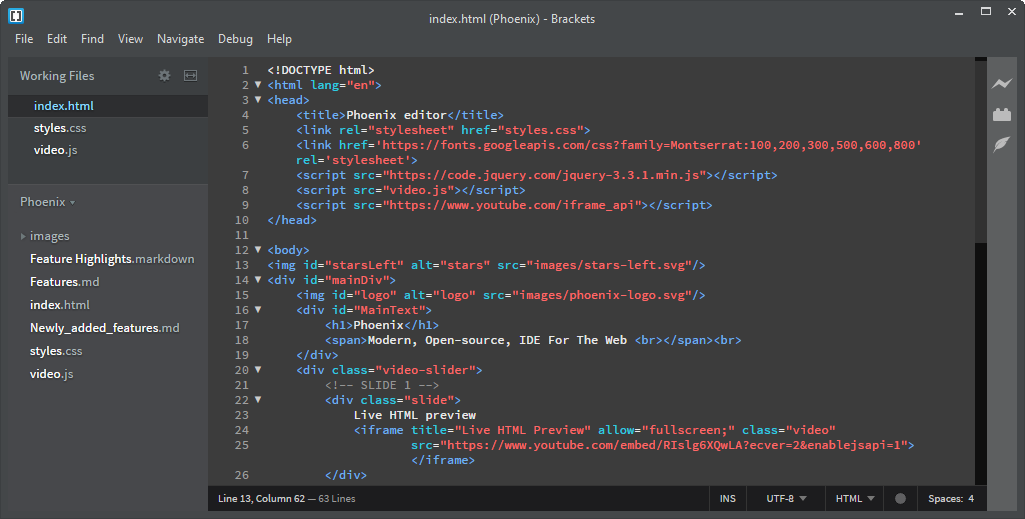 index.html (Phoenix) - Brackets
File Edit Find View Navigate Debug Help
Working Files
index.html
styles.css
video.js
Phoenix
images
Feature Highlights.markdown
Features.md
index.html
Newly_added_features.md
styles.css
video.js
1 <!DOCTYPE html>
2 <html lang="en">
3 <head>
4 <title>Phoenix editor</title>
5 <link rel="stylesheet" href="styles.css">
6 <link href='https://fonts.googleapis.com/css?family=Montserrat:100,200,300,500,600,800'
rel='stylesheet'>
7 <script src="https://code.jquery.com/jquery-3.3.1.min.js"></script>
8 <script src="video.js"></script>
9 <script src="https://www.youtube.com/iframe_api"></script>
10 </head>
11
12 <body>
13 <img id="starsLeft" alt="stars" src="images/stars-left.svg"/>
14 <div id="mainDiv">
15 <img id="logo" alt="logo" src="images/phoenix-logo.svg"/>
16 <div id="MainText">
17 <h1>Phoenix</h1>
18 <span>Modern, Open-source, IDE For The Web <br></span><br>
19 </div>
20 <div class="video-slider">
21 <!-- SLIDE 1 -->
22 <div class="slide">
23 Live HTML preview
24 <iframe title="Live HTML Preview" allow="fullscreen;" class="video"
25 src="https://www.youtube.com/embed/RIslg6XQwLA?ecver=2&enablejsapi=1">
</iframe>
26 </div>
Line 13, Column 62 — 63 Lines INS UTF-8 HTML Spaces: 4